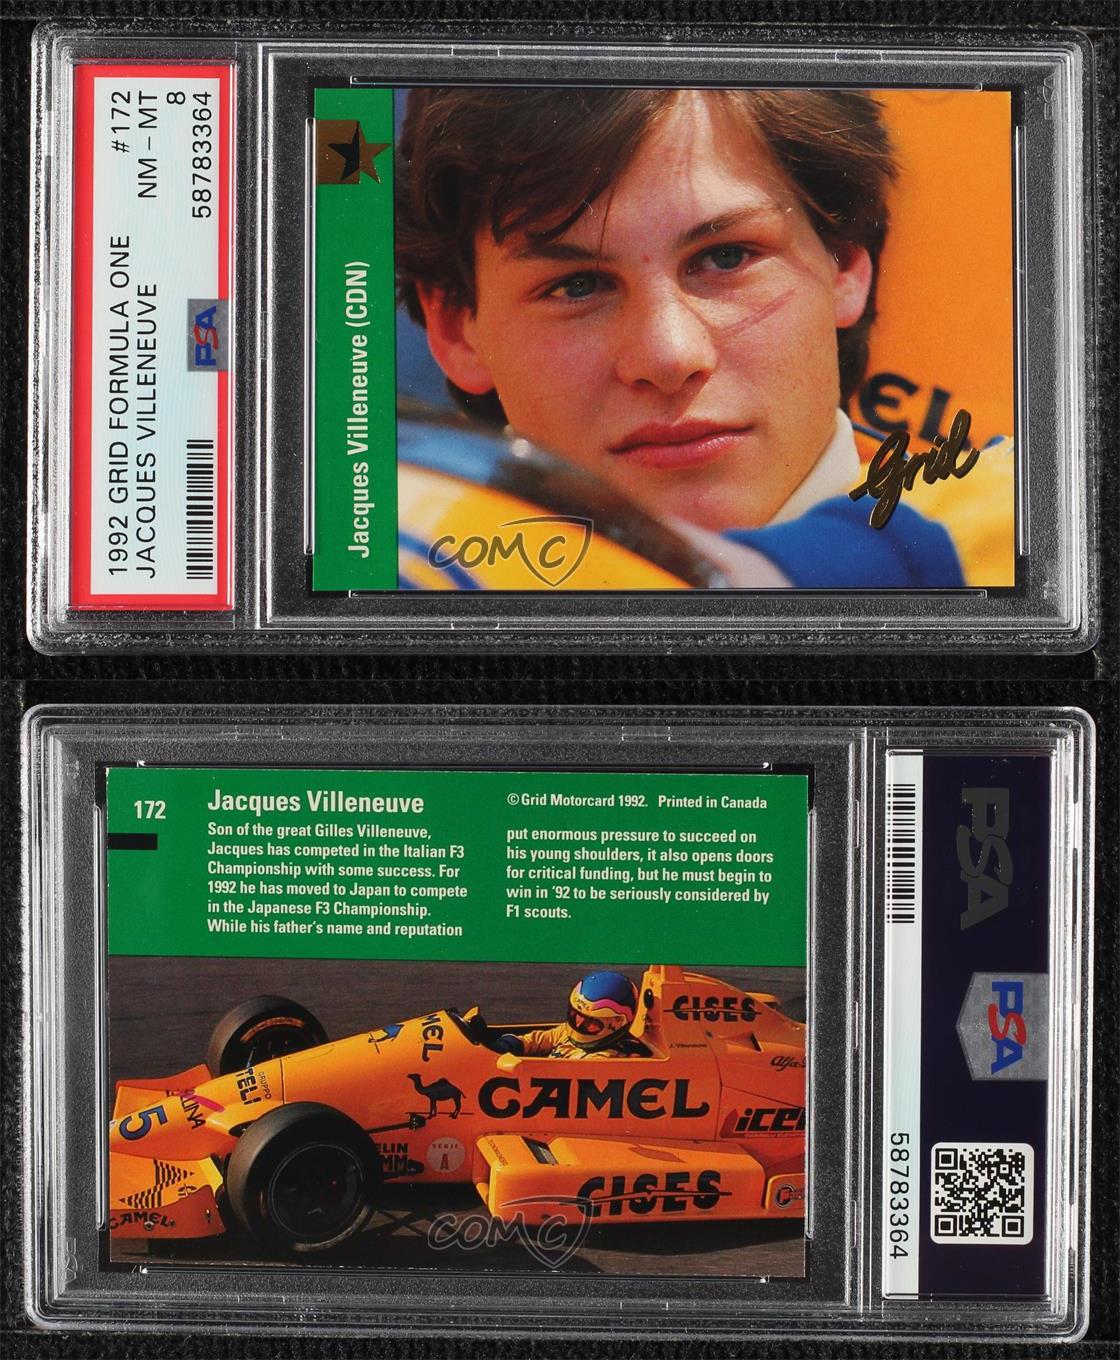 1992 GRID FORMULA ONE
JACQUES VILLENEUVE
#172
NM - MT
8
58783364
PSA
Jacques Villeneuve (CDN)
Grid
COMC
172
Jacques Villeneuve
Son of the great Gilles Villeneuve,
Jacques has competed in the Italian F3
Championship with some success. For
1992 he has moved to Japan to compete
in the Japanese F3 Championship.
While his father's name and reputation
© Grid Motorcard 1992. Printed in Canada
put enormous pressure to succeed on
his young shoulders, it also opens doors
for critical funding, but he must begin to
win in '92 to be seriously considered by
F1 scouts.
CISES
J. Villeneuve
CAMEL
GRUPPO
5
SERIE
A
CISES
CAMEL
COMC
PSA
PSA
58783364